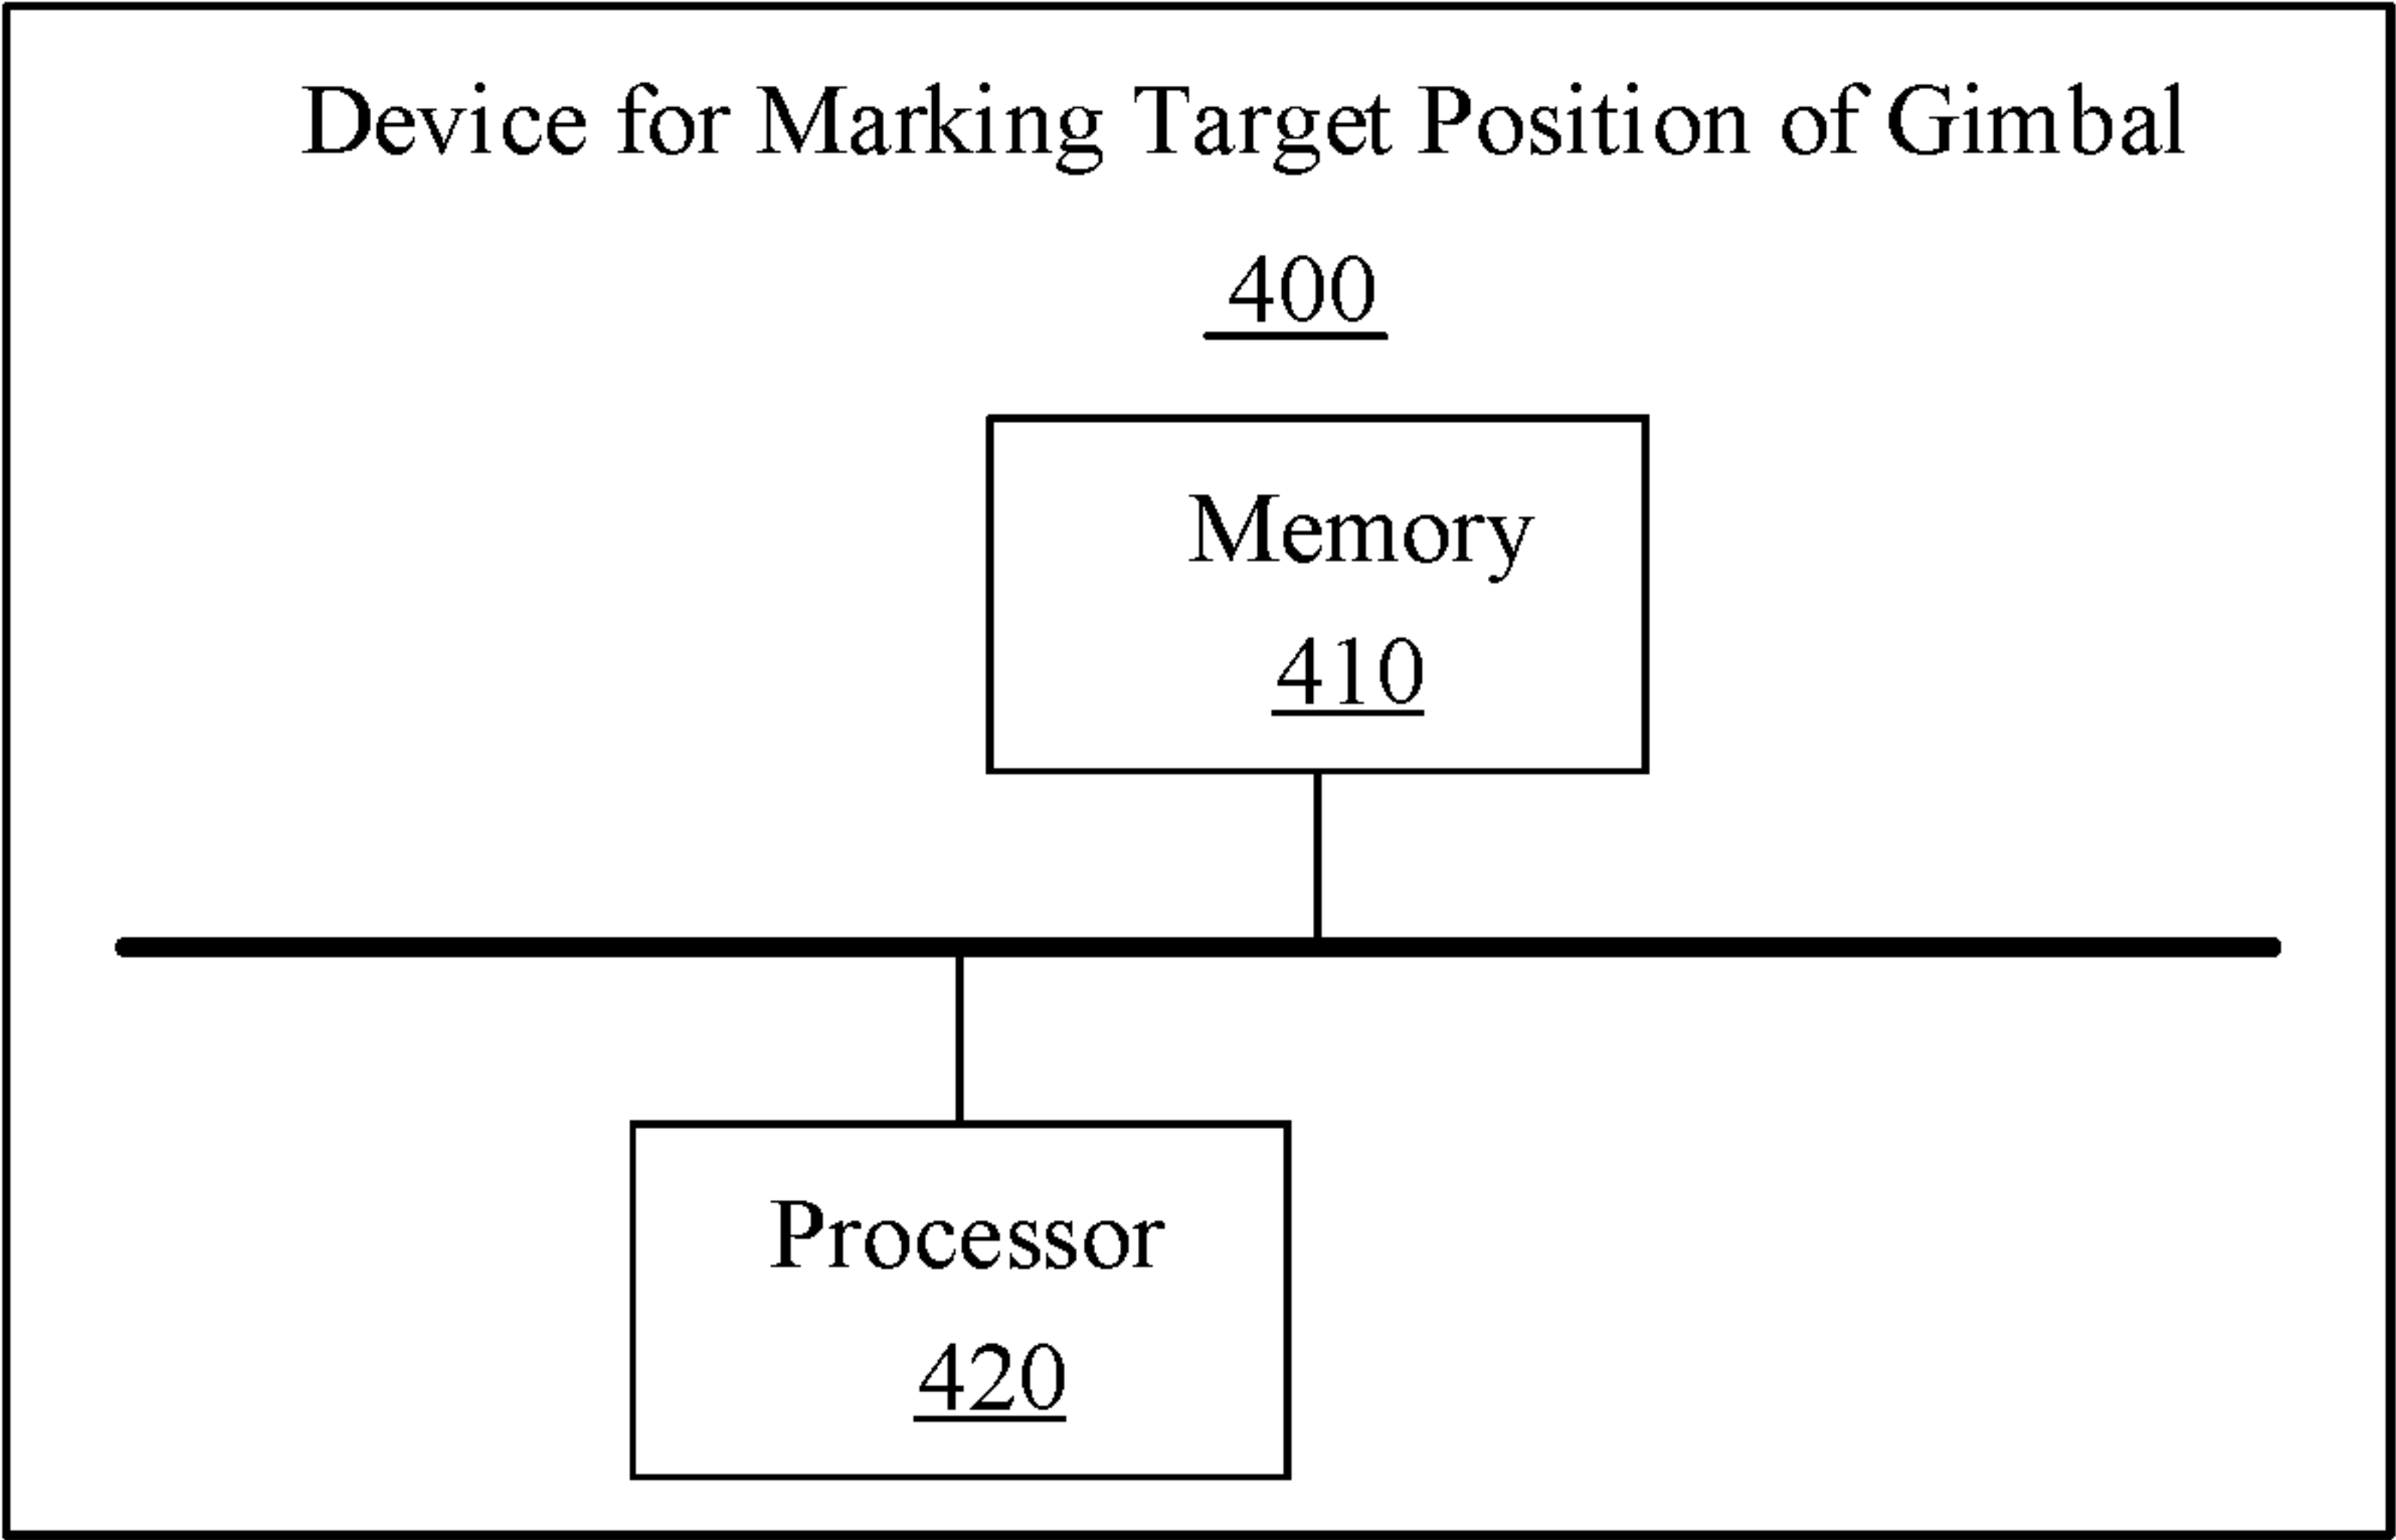 Device for Marking Target Position of Gimbal
400
Memory
410
Processor
420